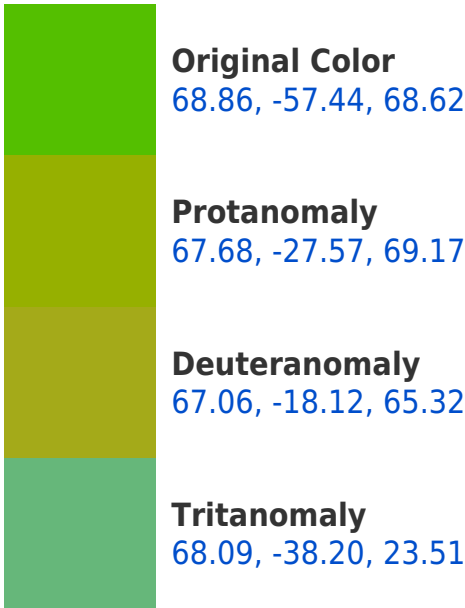 Original Color
68.86, -57.44, 68.62
Protanomaly
67.68, -27.57, 69.17
Deuteranomaly
67.06, -18.12, 65.32
Tritanomaly
68.09, -38.20, 23.51